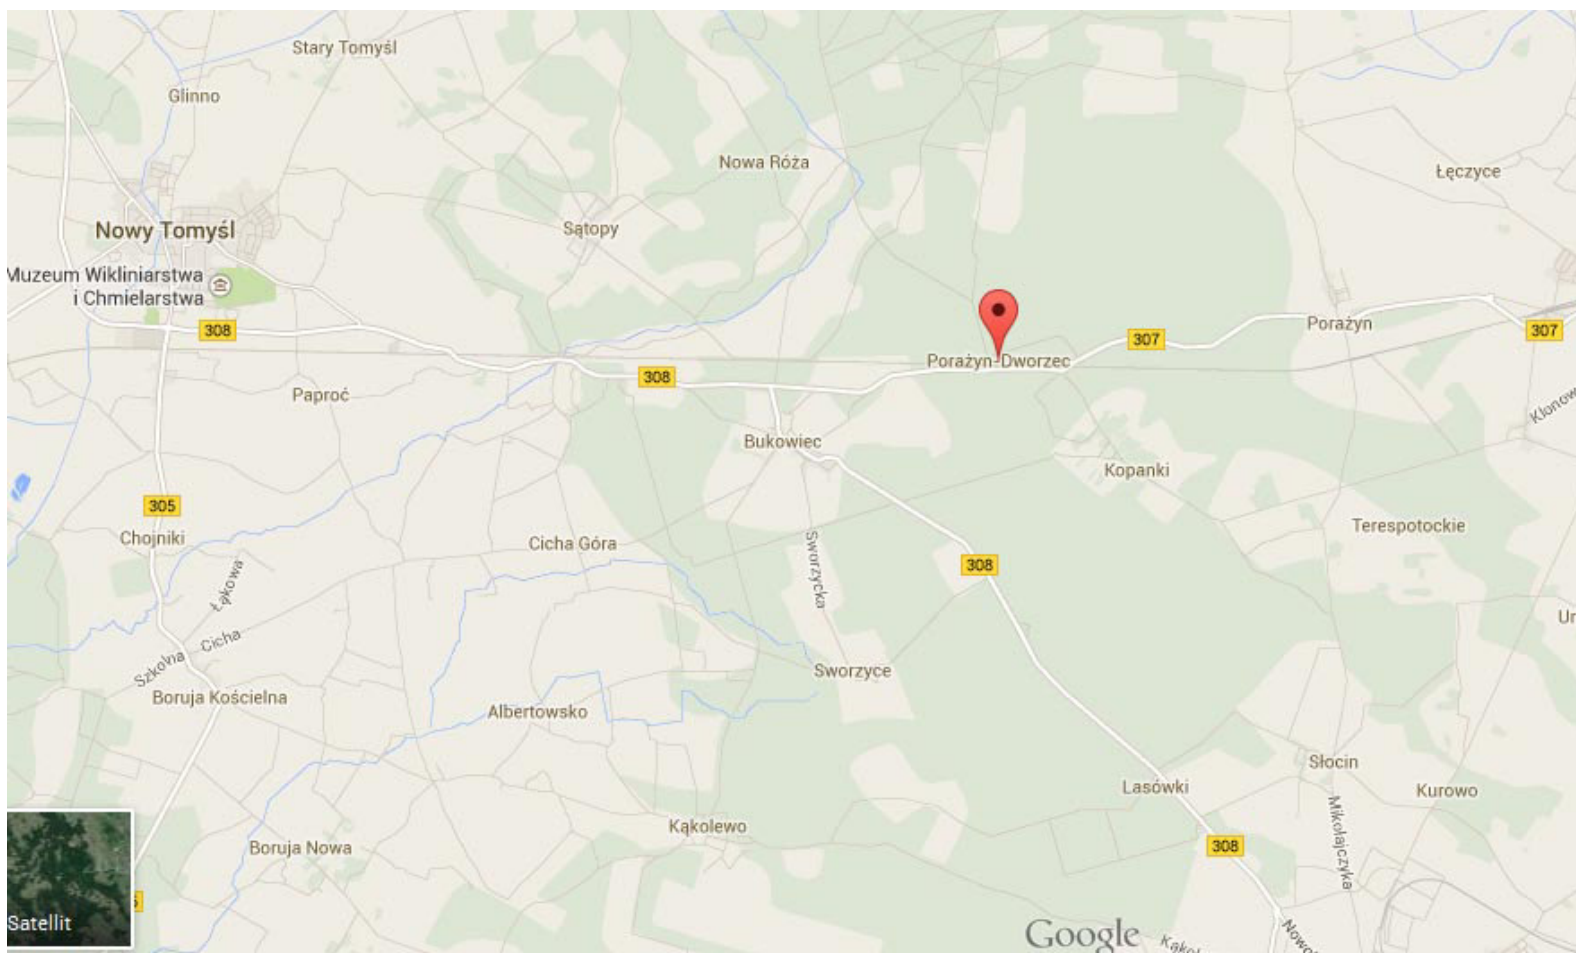 Stary Tomyśl
Glinno
Nowa Róża
Łęczyce
Nowy Tomyśl
Sątopy
Muzeum Wikliniarstwa
i Chmielarstwa
308
Porażyn
307
307
Porażyn-Dworzec
308
Paproć
Klonow
Bukowiec
Kopanki
305
Chojniki
Terespotockie
Cicha Góra
Sworzycka
308
Łąkowa
Cicha
Szkolna
Sworzyce
Boruja Kościelna
Albertowsko
Słocin
Lasówki
Kurowo
Kąkolewo
Mikołajczyka
308
Boruja Nowa
Satellit
Google